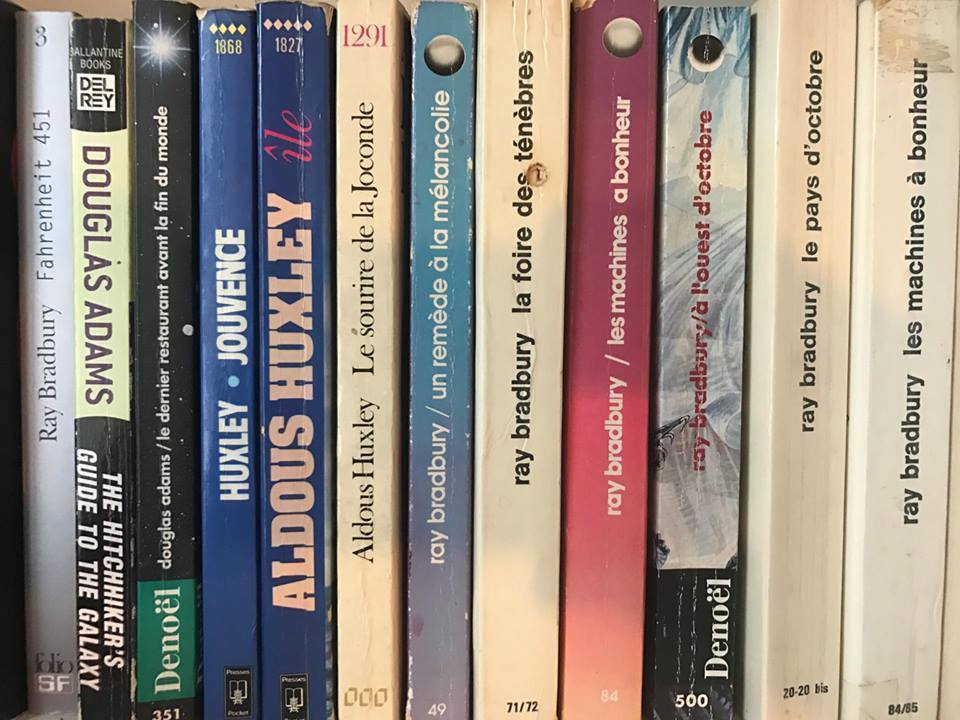 3
Ray Bradbury Fahrenheit 451
folio
SF
BALLANTINE
BOOKS
DEL
REY
DOUGLAS ADAMS
THE HITCHHIKER'S
GUIDE TO THE GALAXY
douglas adams / le dernier restaurant avant la fin du monde
Denoël
351
1868
HUXLEY • JOUVENCE
Presses
Pocket
1827
ALDOUS HUXLEY île
Presses
Pocket
1291
Aldous Huxley Le sourire de la Joconde
ray bradbury / un remède à la mélancolie
49
ray bradbury la foire des ténèbres
71/72
ray bradbury / les machines a bonheur
84
ray bradbury/à l'ouest d'octobre
Denoël
500
ray bradbury le pays d'octobre
20-20 bis
ray bradbury les machines à bonheur
84/85